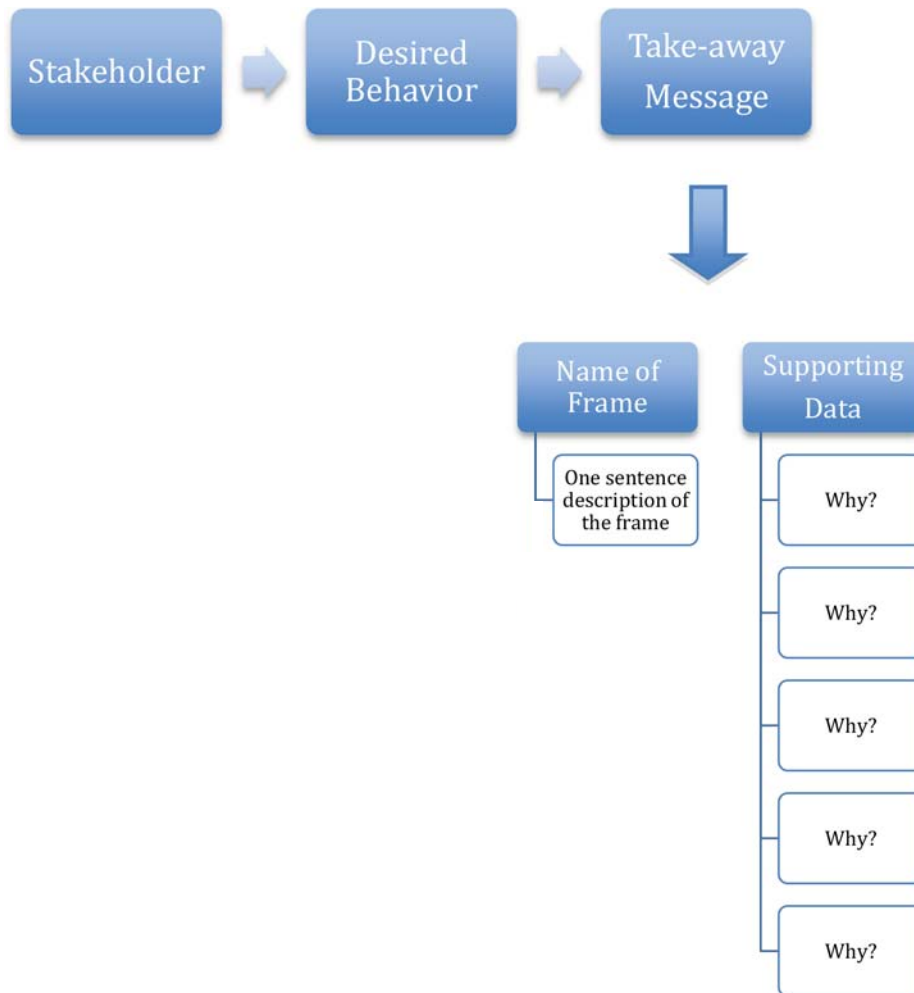 Stakeholder
Desired
Behavior
Take-away
Message
Name of
Frame
One sentence
description of
the frame
Supporting
Data
Why?
Why?
Why?
Why?
Why?